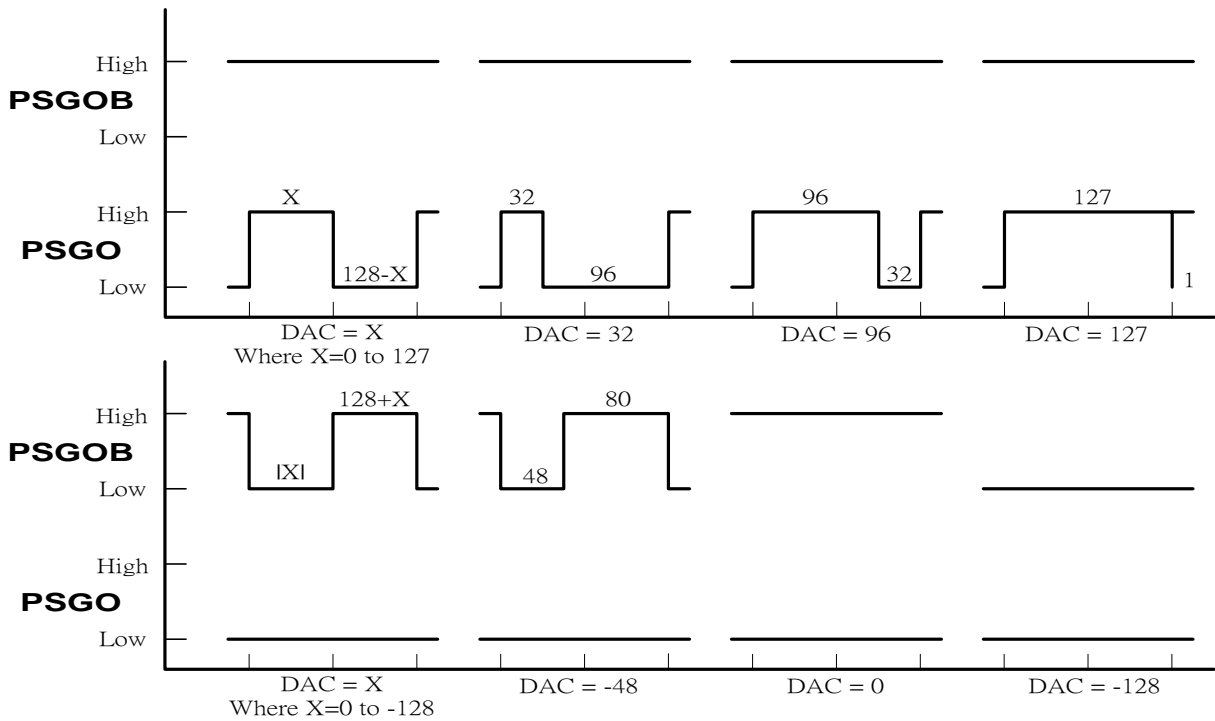 High
PSGOB
Low
X 32 96 127
High
PSGO
128-X 96 32 1
Low
DAC = X DAC = 32 DAC = 96 DAC = 127
Where X=0 to 127
128+X 80
High
PSGOB
|X| 48
Low
High
PSGO
Low
DAC = X DAC = -48 DAC = 0 DAC = -128
Where X=0 to -128